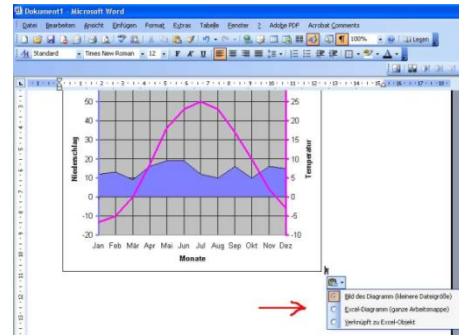 Dokument1 - Microsoft Word
Datei Bearbeiten Ansicht Einfügen Format Extras Tabelle Fenster ? Adobe PDF Acrobat Comments
100% Lesen
Standard Times New Roman 12 F K U
50
40
30
20
10
0
-10
-20
Niederschlag
25
20
15
10
5
0
-5
-10
Temperatur
Jan Feb Mär Apr Mai Jun Jul Aug Sep Okt Nov Dez
Monate
Bild des Diagramm (kleinere Dateigröße)
Excel-Diagramm (ganze Arbeitsmappe)
Verknüpft zu Excel-Objekt